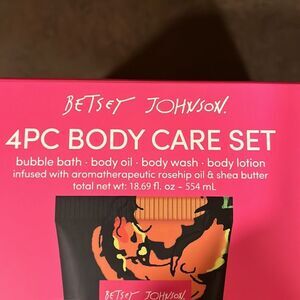 BETSEY JOHNSON.
4PC BODY CARE SET
bubble bath · body oil · body wash · body lotion
infused with aromatherapeutic rosehip oil & shea butter
total net wt: 18.69 fl. oz - 554 mL
BETSEY JOHNSON.